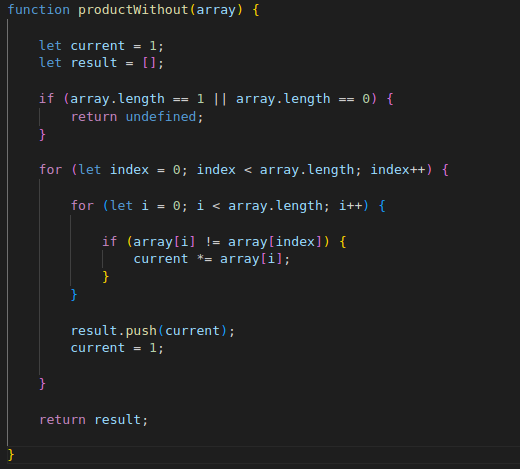 function productWithout(array) {
let current = 1;
let result = [];
if (array.length == 1 || array.length == 0) {
return undefined;
}
for (let index = 0; index < array.length; index++) {
for (let i = 0; i < array.length; i++) {
if (array[i] != array[index]) {
current *= array[i];
}
}
result.push(current);
current = 1;
}
return result;
}